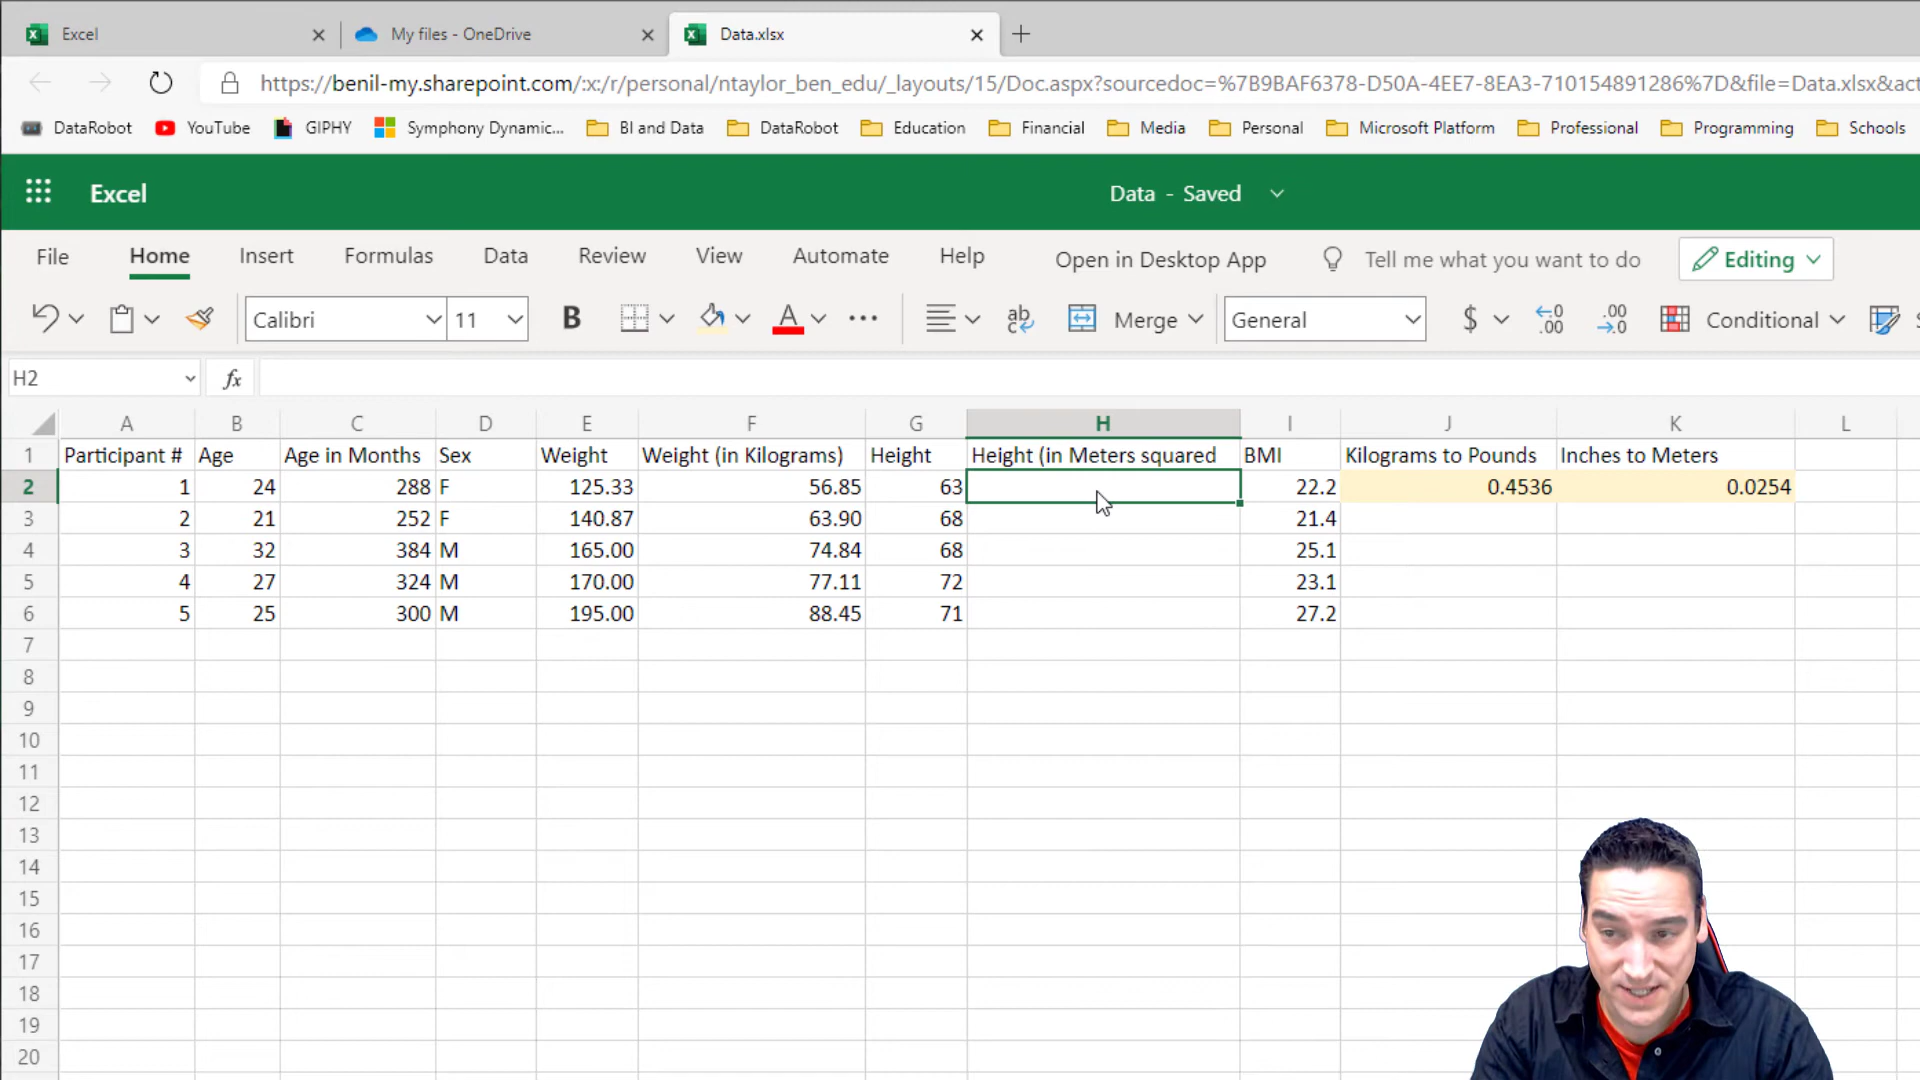 Excel My files - OneDrive Data.xlsx
https://benil-my.sharepoint.com/:x:/r/personal/ntaylor_ben_edu/_layouts/15/Doc.aspx?sourcedoc=%7B9BAF6378-D50A-4EE7-8EA3-710154891286%7D&file=Data.xlsx&act
DataRobot YouTube GIPHY Symphony Dynamic... BI and Data DataRobot Education Financial Media Personal Microsoft Platform Professional Programming Schools
Excel Data - Saved
File Home Insert Formulas Data Review View Automate Help Open in Desktop App Tell me what you want to do Editing
Calibri 11 B A ... ab Merge General $ .00 .00 Conditional
H2 fx
A B C D E F G H I J K L
1 Participant # Age Age in Months Sex Weight Weight (in Kilograms) Height Height (in Meters squared BMI Kilograms to Pounds Inches to Meters
2 1 24 288 F 125.33 56.85 63 22.2 0.4536 0.0254
3 2 21 252 F 140.87 63.90 68 21.4
4 3 32 384 M 165.00 74.84 68 25.1
5 4 27 324 M 170.00 77.11 72 23.1
6 5 25 300 M 195.00 88.45 71 27.2
7
8
9
10
11
12
13
14
15
16
17
18
19
20